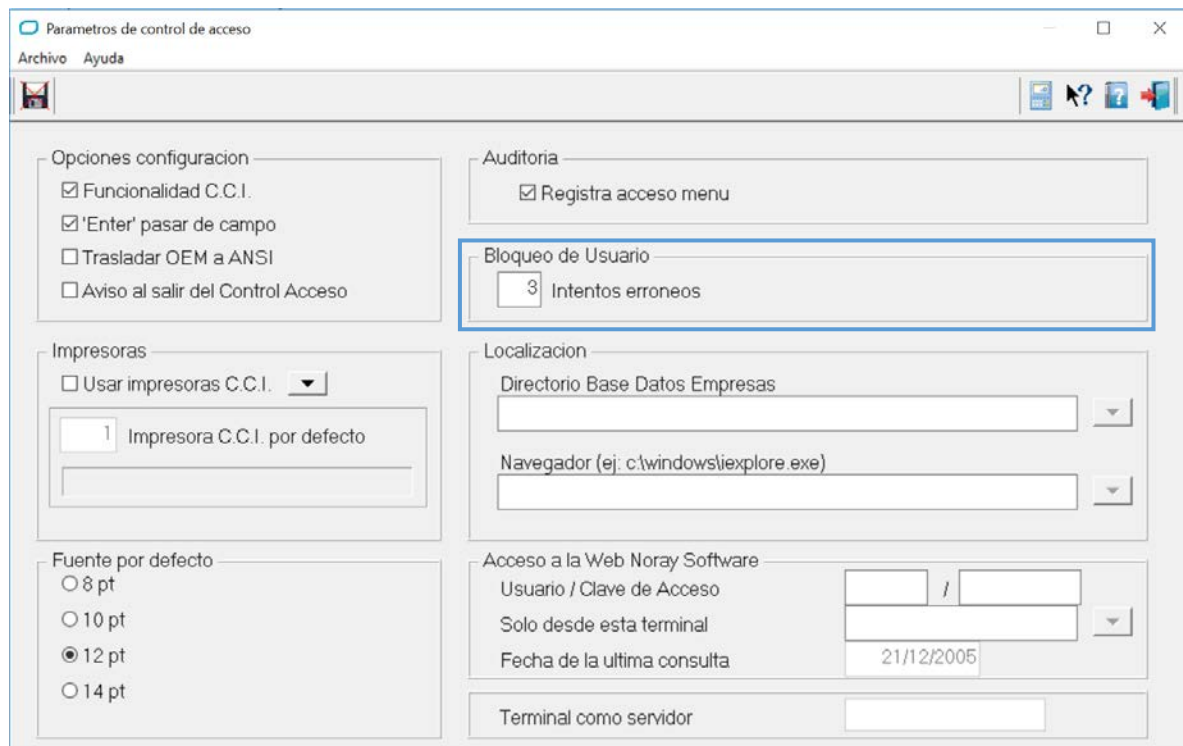 Parametros de control de acceso
Archivo Ayuda
Opciones configuracion
Funcionalidad C.C.I.
'Enter' pasar de campo
Trasladar OEM a ANSI
Aviso al salir del Control Acceso
Auditoria
Registra acceso menu
Bloqueo de Usuario
3 Intentos erroneos
Impresoras
Usar impresoras C.C.I.
1 Impresora C.C.I. por defecto
Localizacion
Directorio Base Datos Empresas
Navegador (ej: c:\windows\iexplore.exe)
Fuente por defecto
8 pt
10 pt
12 pt
14 pt
Acceso a la Web Noray Software
Usuario / Clave de Acceso /
Solo desde esta terminal
Fecha de la ultima consulta 21/12/2005
Terminal como servidor